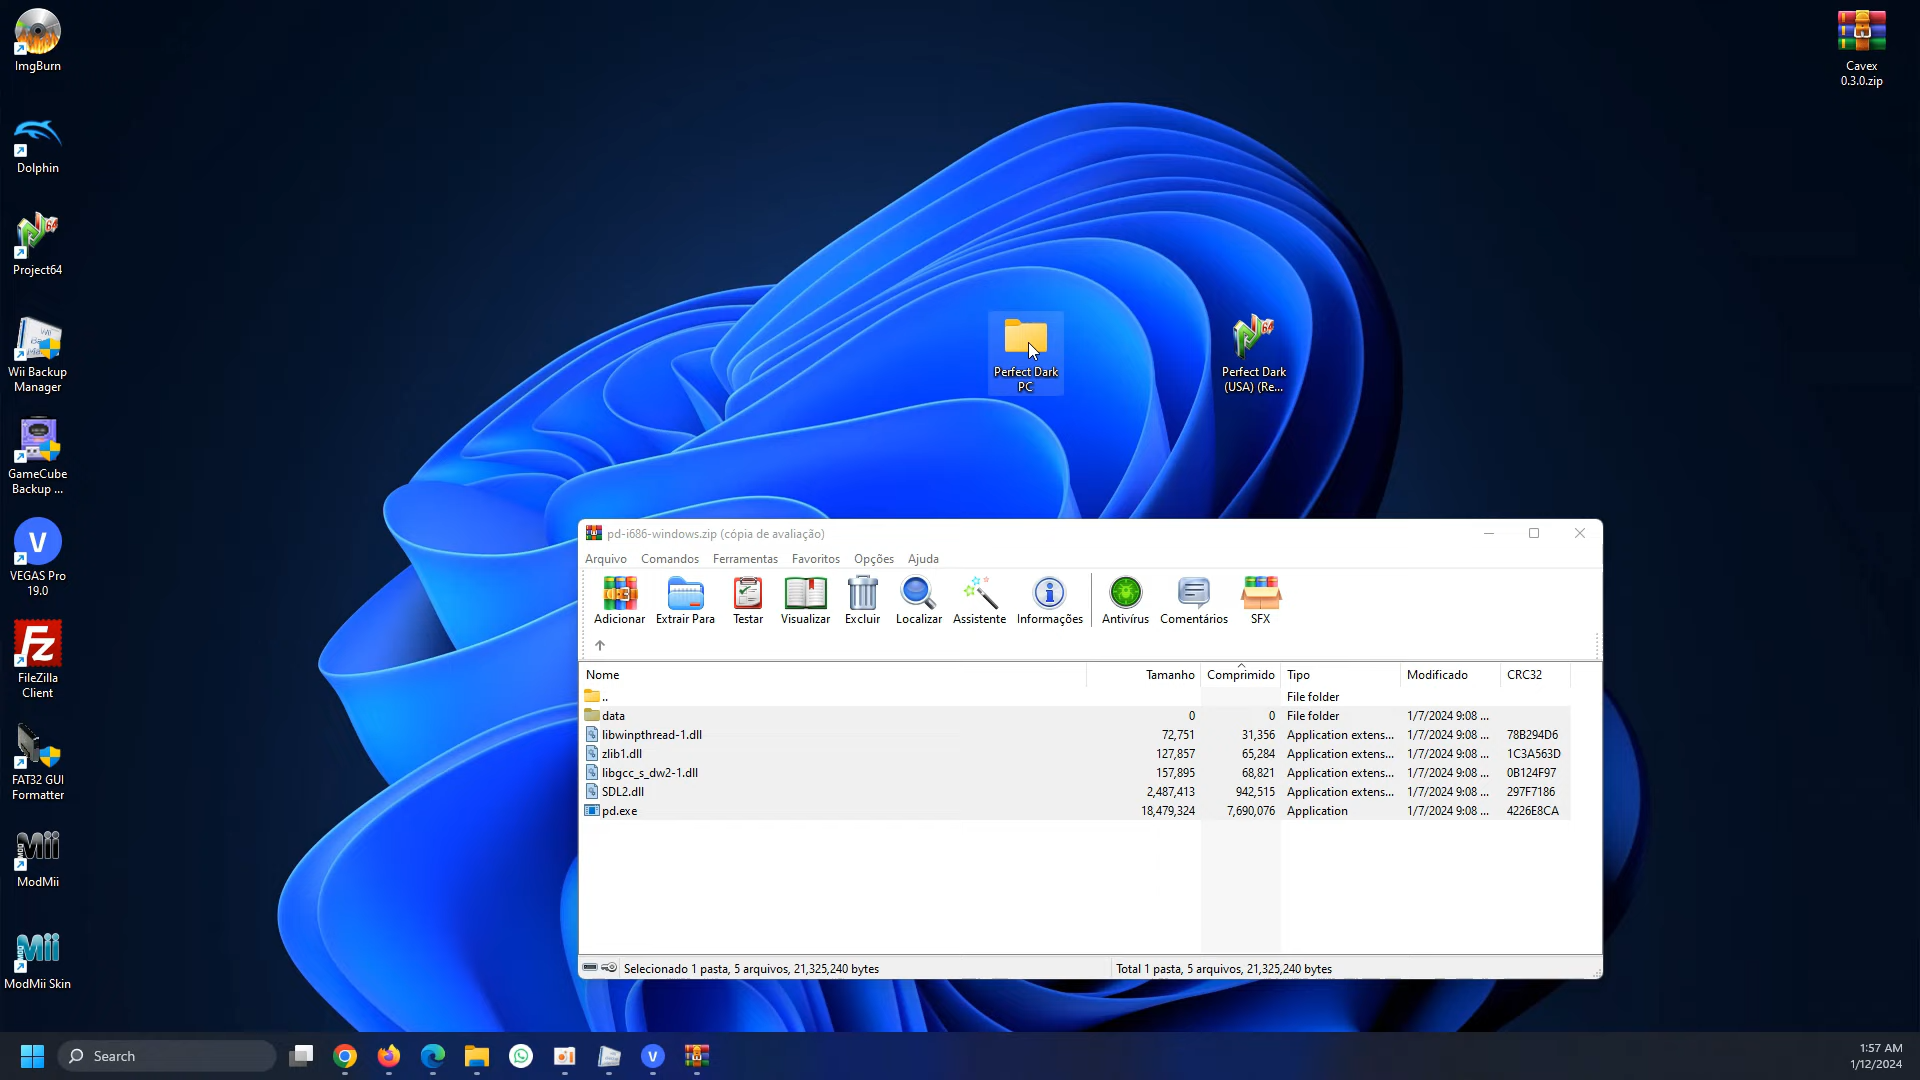 ImgBurn
Dolphin
Project64
Wii Backup
Manager
GameCube
Backup ...
VEGAS Pro
19.0
FileZilla
Client
FAT32 GUI
Formatter
ModMii
ModMii Skin
Cavex
0.3.0.zip
Perfect Dark
PC
Perfect Dark
(USA) (Re...
pd-i686-windows.zip (cópia de avaliação)
Arquivo Comandos Ferramentas Favoritos Opções Ajuda
Adicionar Extrair Para Testar Visualizar Excluir Localizar Assistente Informações Antivírus Comentários SFX
Nome Tamanho Comprimido Tipo Modificado CRC32
.. File folder
data 0 0 File folder 1/7/2024 9:08 ...
libwinpthread-1.dll 72,751 31,356 Application extens... 1/7/2024 9:08 ... 78B294D6
zlib1.dll 127,857 65,284 Application extens... 1/7/2024 9:08 ... 1C3A563D
libgcc_s_dw2-1.dll 157,895 68,821 Application extens... 1/7/2024 9:08 ... 0B124F97
SDL2.dll 2,487,413 942,515 Application extens... 1/7/2024 9:08 ... 297F7186
pd.exe 18,479,324 7,690,076 Application 1/7/2024 9:08 ... 4226E8CA
Selecionado 1 pasta, 5 arquivos, 21,325,240 bytes Total 1 pasta, 5 arquivos, 21,325,240 bytes
Search
1:57 AM
1/12/2024